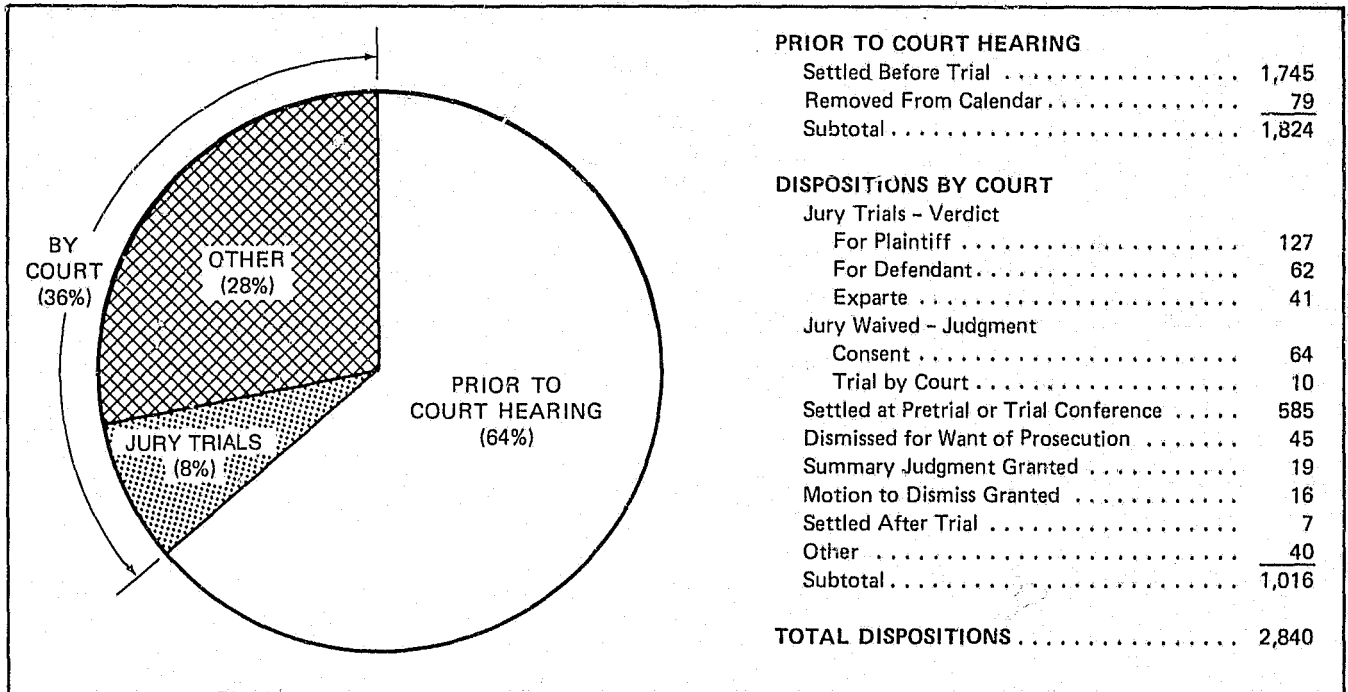 BY
COURT
(36%)
OTHER
(28%)
JURY TRIALS
(8%)
PRIOR TO
COURT HEARING
(64%)
PRIOR TO COURT HEARING
Settled Before Trial ................ 1,745
Removed From Calendar ............. 79
Subtotal ......................... 1,824
DISPOSITIONS BY COURT
Jury Trials - Verdict
For Plaintiff .................... 127
For Defendant ................... 62
Exparte ........................ 41
Jury Waived - Judgment
Consent ........................ 64
Trial by Court ................... 10
Settled at Pretrial or Trial Conference ..... 585
Dismissed for Want of Prosecution ....... 45
Summary Judgment Granted ........... 19
Motion to Dismiss Granted ............ 16
Settled After Trial .................. 7
Other .......................... 40
Subtotal ......................... 1,016
TOTAL DISPOSITIONS ................. 2,840